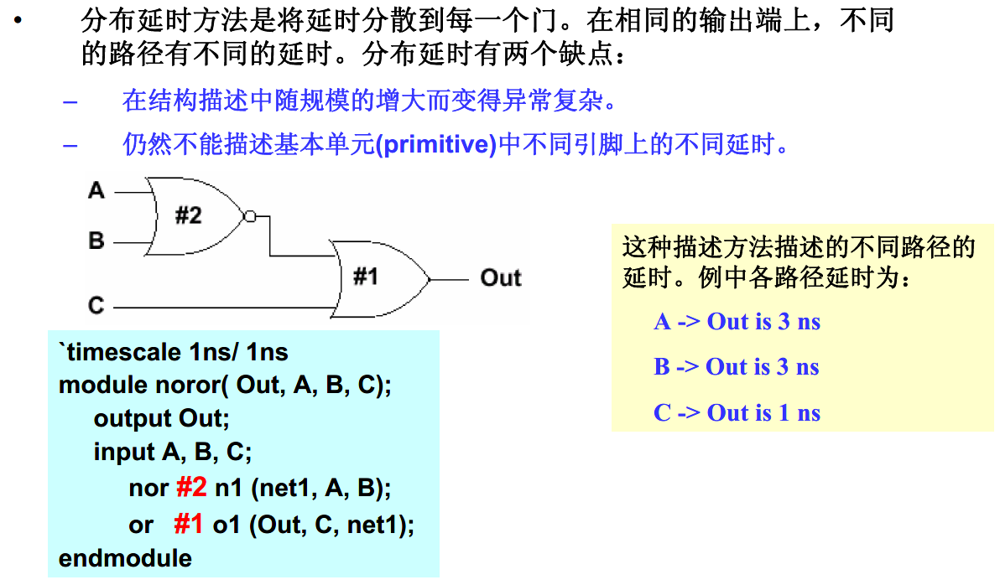 • 分布延时方法是将延时分散到每一个门。在相同的输出端上，不同
的路径有不同的延时。分布延时有两个缺点：
– 在结构描述中随规模的增大而变得异常复杂。
– 仍然不能描述基本单元(primitive)中不同引脚上的不同延时。
A
#2
B
#1
Out
C
`timescale 1ns/ 1ns
module noror( Out, A, B, C);
output Out;
input A, B, C;
nor #2 n1 (net1, A, B);
or #1 o1 (Out, C, net1);
endmodule
这种描述方法描述的不同路径的
延时。例中各路径延时为：
A -> Out is 3 ns
B -> Out is 3 ns
C -> Out is 1 ns